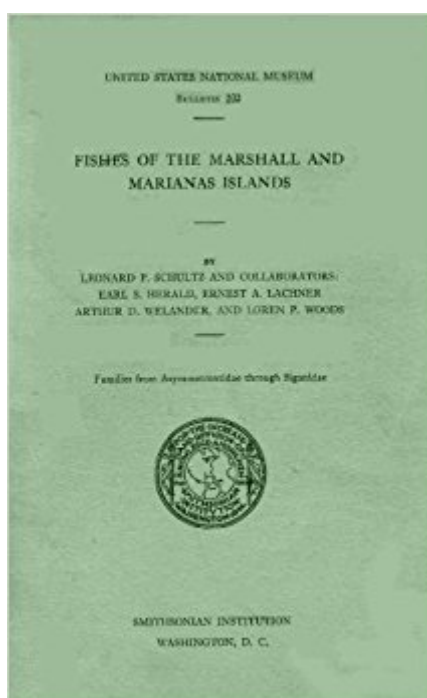 UNITED STATES NATIONAL MUSEUM
BULLETIN 202
FISHES OF THE MARSHALL AND
MARIANAS ISLANDS
BY
LEONARD P. SCHULTZ AND COLLABORATORS:
EARL S. HERALD, ERNEST A. LACHNER
ARTHUR D. WELANDER, AND LOREN P. WOODS
Families from Asymmetrontidae through Siganidae
SMITHSONIAN INSTITUTION
WASHINGTON, D. C.